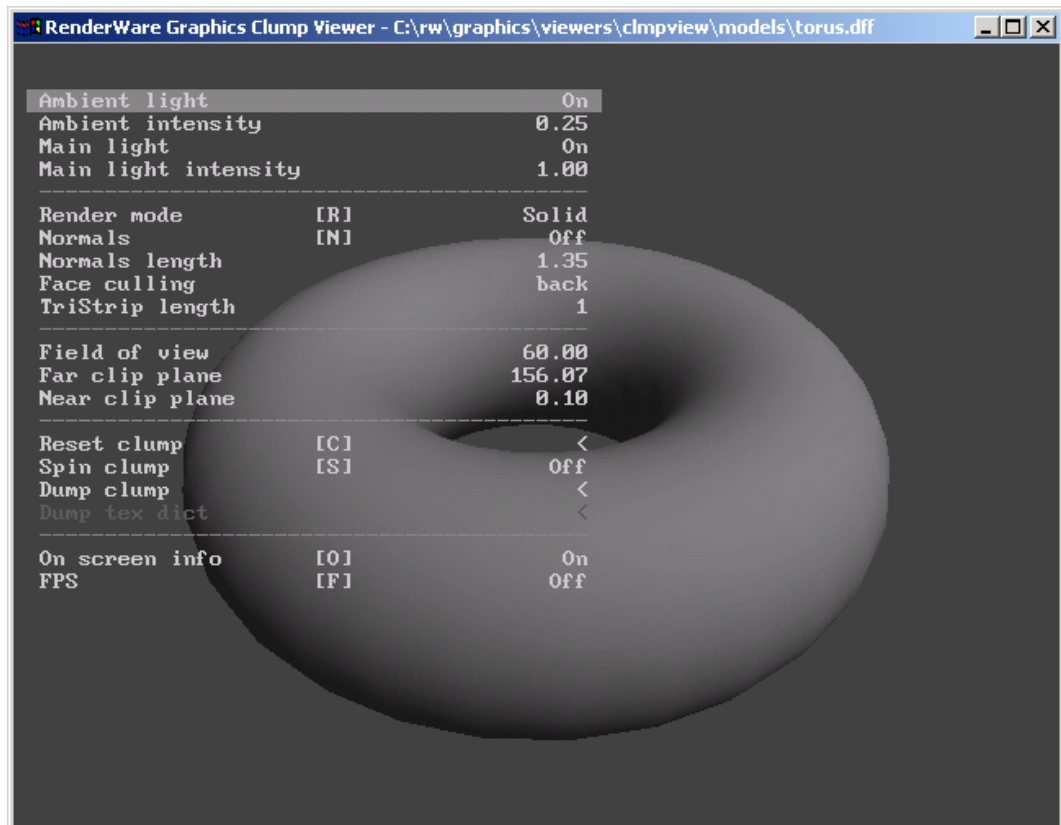 RenderWare Graphics Clump Viewer - C:\rw\graphics\viewers\clmpview\models\torus.dff
Ambient light On
Ambient intensity 0.25
Main light On
Main light intensity 1.00
Render mode [R] Solid
Normals [N] Off
Normals length 1.35
Face culling back
TriStrip length 1
Field of view 60.00
Far clip plane 156.07
Near clip plane 0.10
Reset clump [C] <
Spin clump [S] Off
Dump clump <
Dump tex dict <
On screen info [O] On
FPS [F] Off